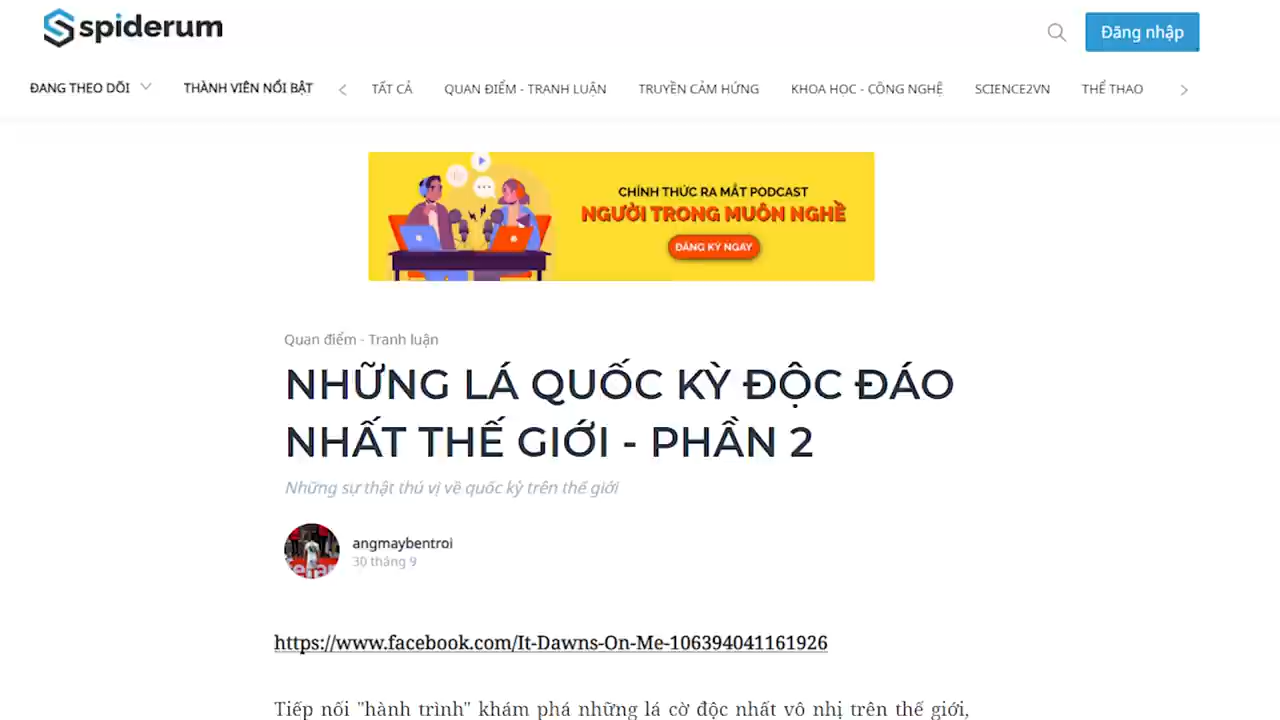 spiderum
Đăng nhập
ĐANG THEO DÕI
THÀNH VIÊN NỔI BẬT
TẤT CẢ
QUAN ĐIỂM - TRANH LUẬN
TRUYỀN CẢM HỨNG
KHOA HỌC - CÔNG NGHỆ
SCIENCE2VN
THỂ THAO
CHÍNH THỨC RA MẮT PODCAST
NGƯỜI TRONG MUÔN NGHỀ
ĐĂNG KÝ NGAY
Quan điểm - Tranh luận
NHỮNG LÁ QUỐC KỲ ĐỘC ĐÁO
NHẤT THẾ GIỚI - PHẦN 2
Những sự thật thú vị về quốc kỳ trên thế giới
angmaybentroi
30 tháng 9
https://www.facebook.com/It-Dawns-On-Me-106394041161926
Tiếp nối "hành trình" khám phá những lá cờ độc nhất vô nhị trên thế giới,